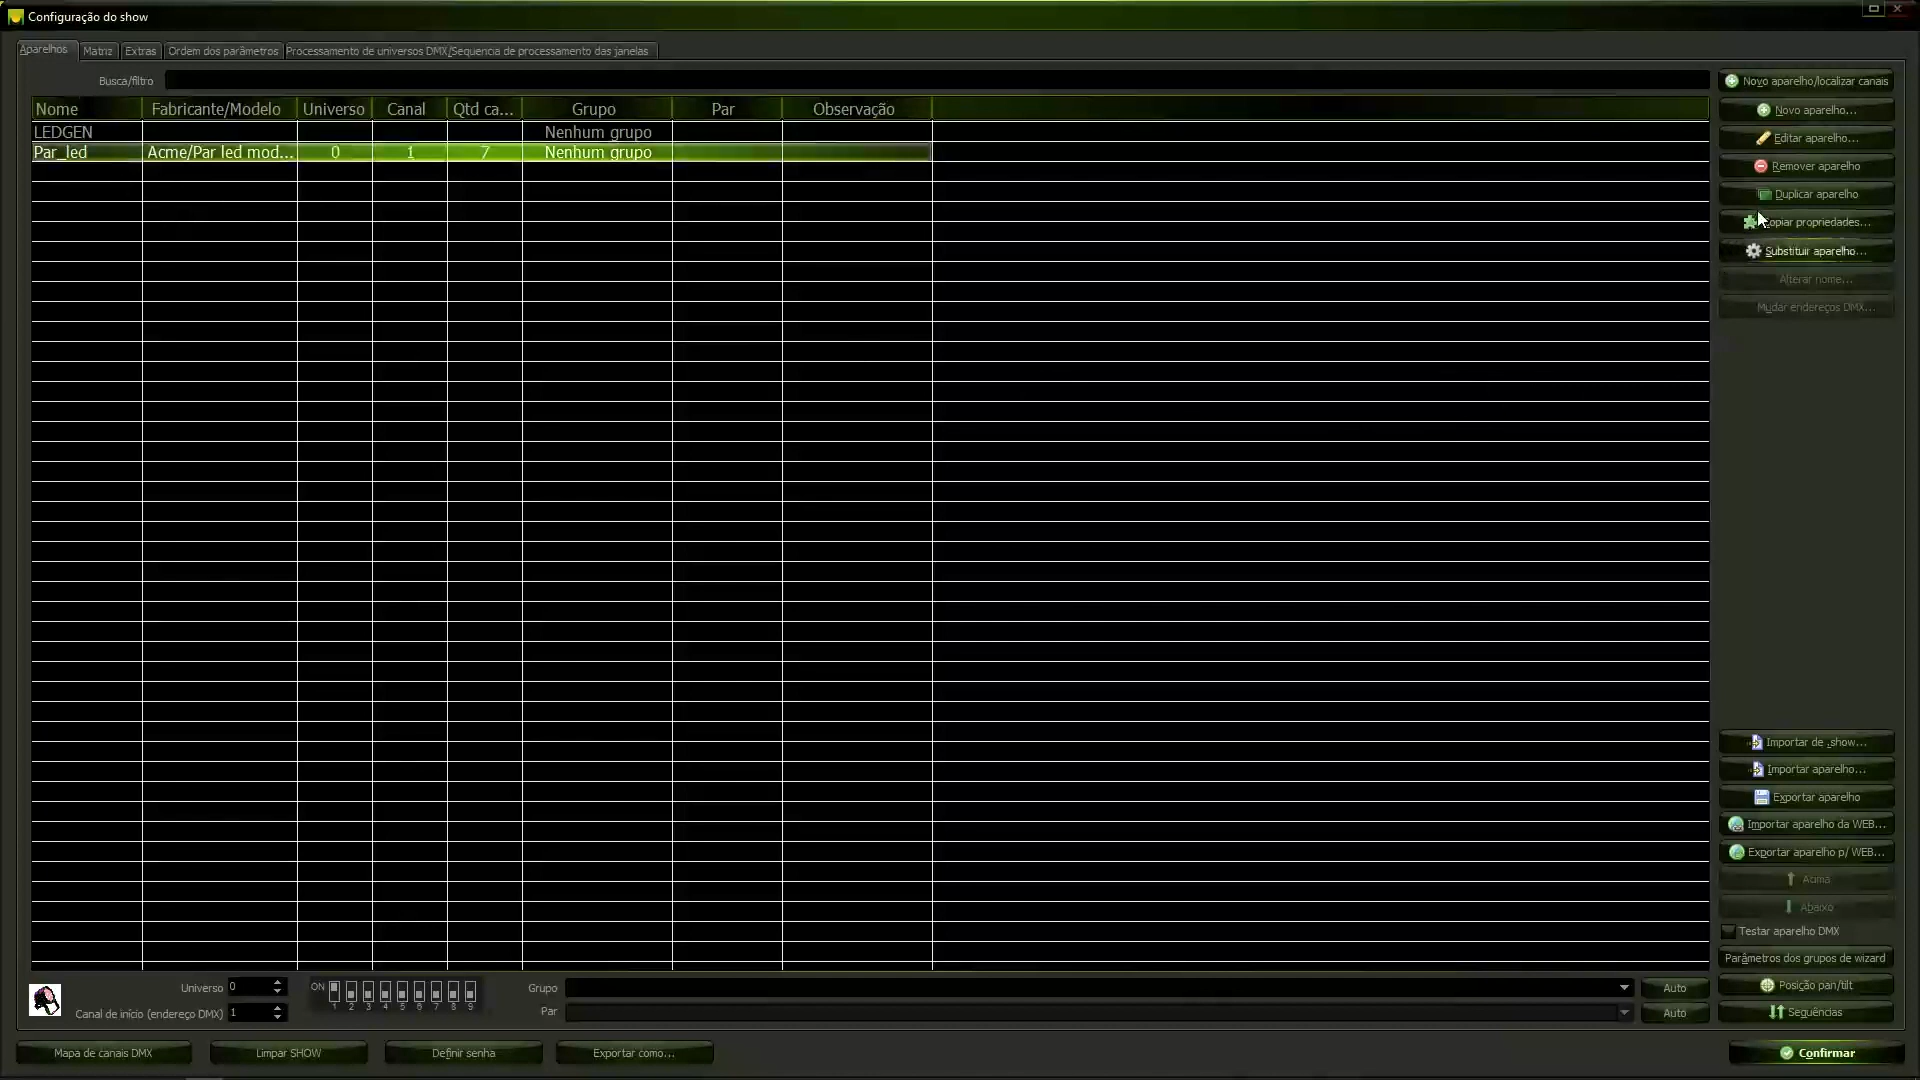 Configuração do show
Aparelhos Matriz Extras Ordem dos parâmetros Processamento de universos DMX/Sequencia de processamento das janelas
Busca/filtro
Novo aparelho/localizar canais
Nome Fabricante/Modelo Universo Canal Qtd ca... Grupo Par Observação
Novo aparelho...
LEDGEN Nenhum grupo
Editar aparelho...
Par_led Acme/Par led mod... 0 1 7 Nenhum grupo
Remover aparelho
Duplicar aparelho
opiar propriedades...
Substituir aparelho...
Alterar nome...
Mudar endereços DMX...
Importar de .show...
Importar aparelho...
Exportar aparelho
Importar aparelho da WEB...
Exportar aparelho p/ WEB...
Acima
Abaixo
Testar aparelho DMX
Parâmetros dos grupos de wizard
Universo 0 ON 1 2 3 4 5 6 7 8 9 Grupo Auto
Posição pan/tilt
Canal de início (endereço DMX) 1 Par Auto
Sequências
Mapa de canais DMX Limpar SHOW Definir senha Exportar como... Confirmar